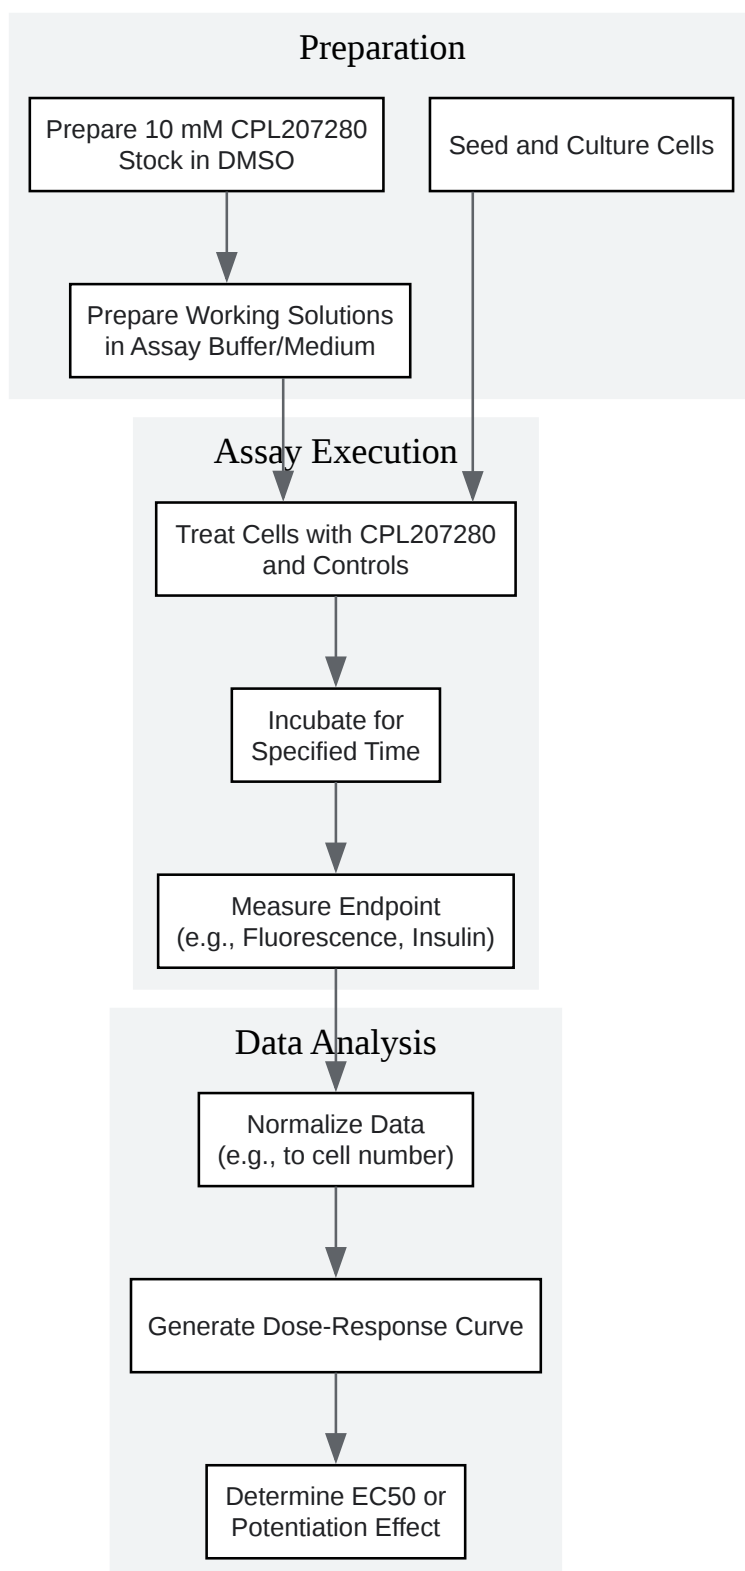 Preparation
Prepare 10 mM CPL207280
Stock in DMSO
Seed and Culture Cells
Prepare Working Solutions
in Assay Buffer/Medium
Assay Execution
Treat Cells with CPL207280
and Controls
Incubate for
Specified Time
Measure Endpoint
(e.g., Fluorescence, Insulin)
Data Analysis
Normalize Data
(e.g., to cell number)
Generate Dose-Response Curve
Determine EC50 or
Potentiation Effect